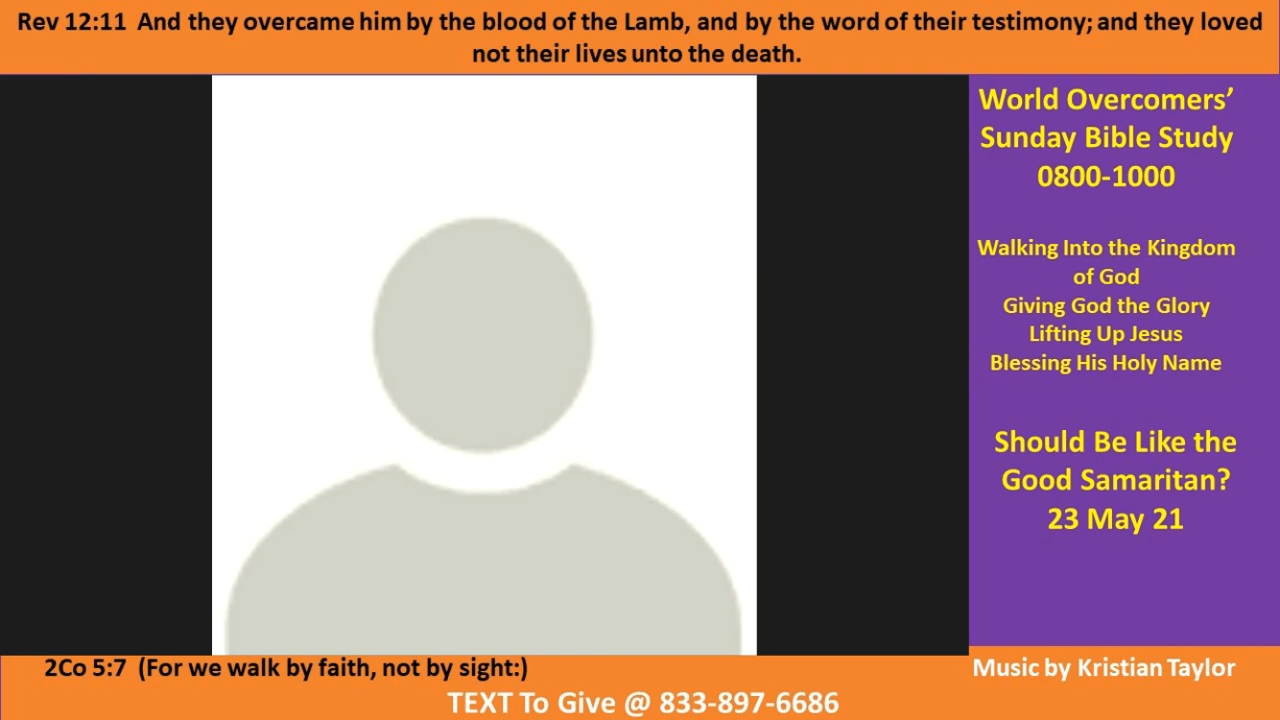 Rev 12:11  And they overcame him by the blood of the Lamb, and by the word of their testimony; and they loved
not their lives unto the death.
World Overcomers’
Sunday Bible Study
0800-1000
Walking Into the Kingdom
of God
Giving God the Glory
Lifting Up Jesus
Blessing His Holy Name
Should Be Like the
Good Samaritan?
23 May 21
2Co 5:7  (For we walk by faith, not by sight:)
Music by Kristian Taylor
TEXT To Give @ 833-897-6686